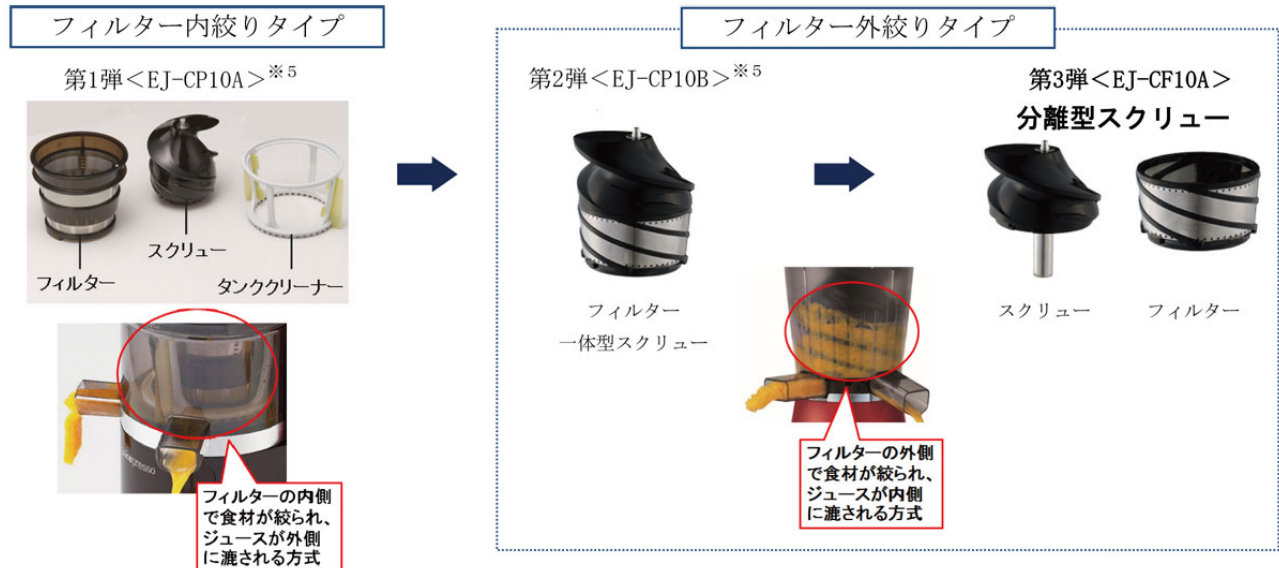 フィルター内絞りタイプ
第1弾＜EJ-CP10A＞※5
フィルター
スクリュー
タンククリーナー
フィルターの内側
で食材が絞られ、
ジュースが外側
に漉される方式
フィルター外絞りタイプ
第2弾＜EJ-CP10B＞※5
フィルター
一体型スクリュー
フィルターの外側
で食材が絞られ、
ジュースが内側
に漉される方式
第3弾＜EJ-CF10A＞
分離型スクリュー
スクリュー
フィルター